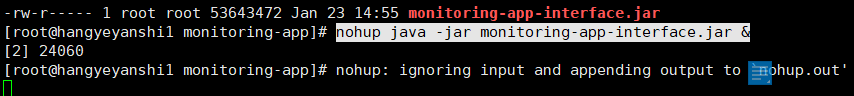 -rw-r----- 1 root root 53643472 Jan 23 14:55 monitoring-app-interface.jar
[root@hangyeyanshi1 monitoring-app]# nohup java -jar monitoring-app-interface.jar &
[2] 24060
[root@hangyeyanshi1 monitoring-app]# nohup: ignoring input and appending output to nohup.out'